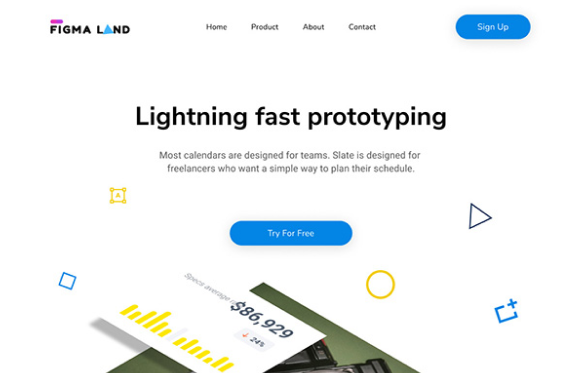 FIGMA LAND
Home Product About Contact
Sign Up
Lightning fast prototyping
Most calendars are designed for teams. Slate is designed for
freelancers who want a simple way to plan their schedule.
A
Try For Free
Specs average
$86,929
24%